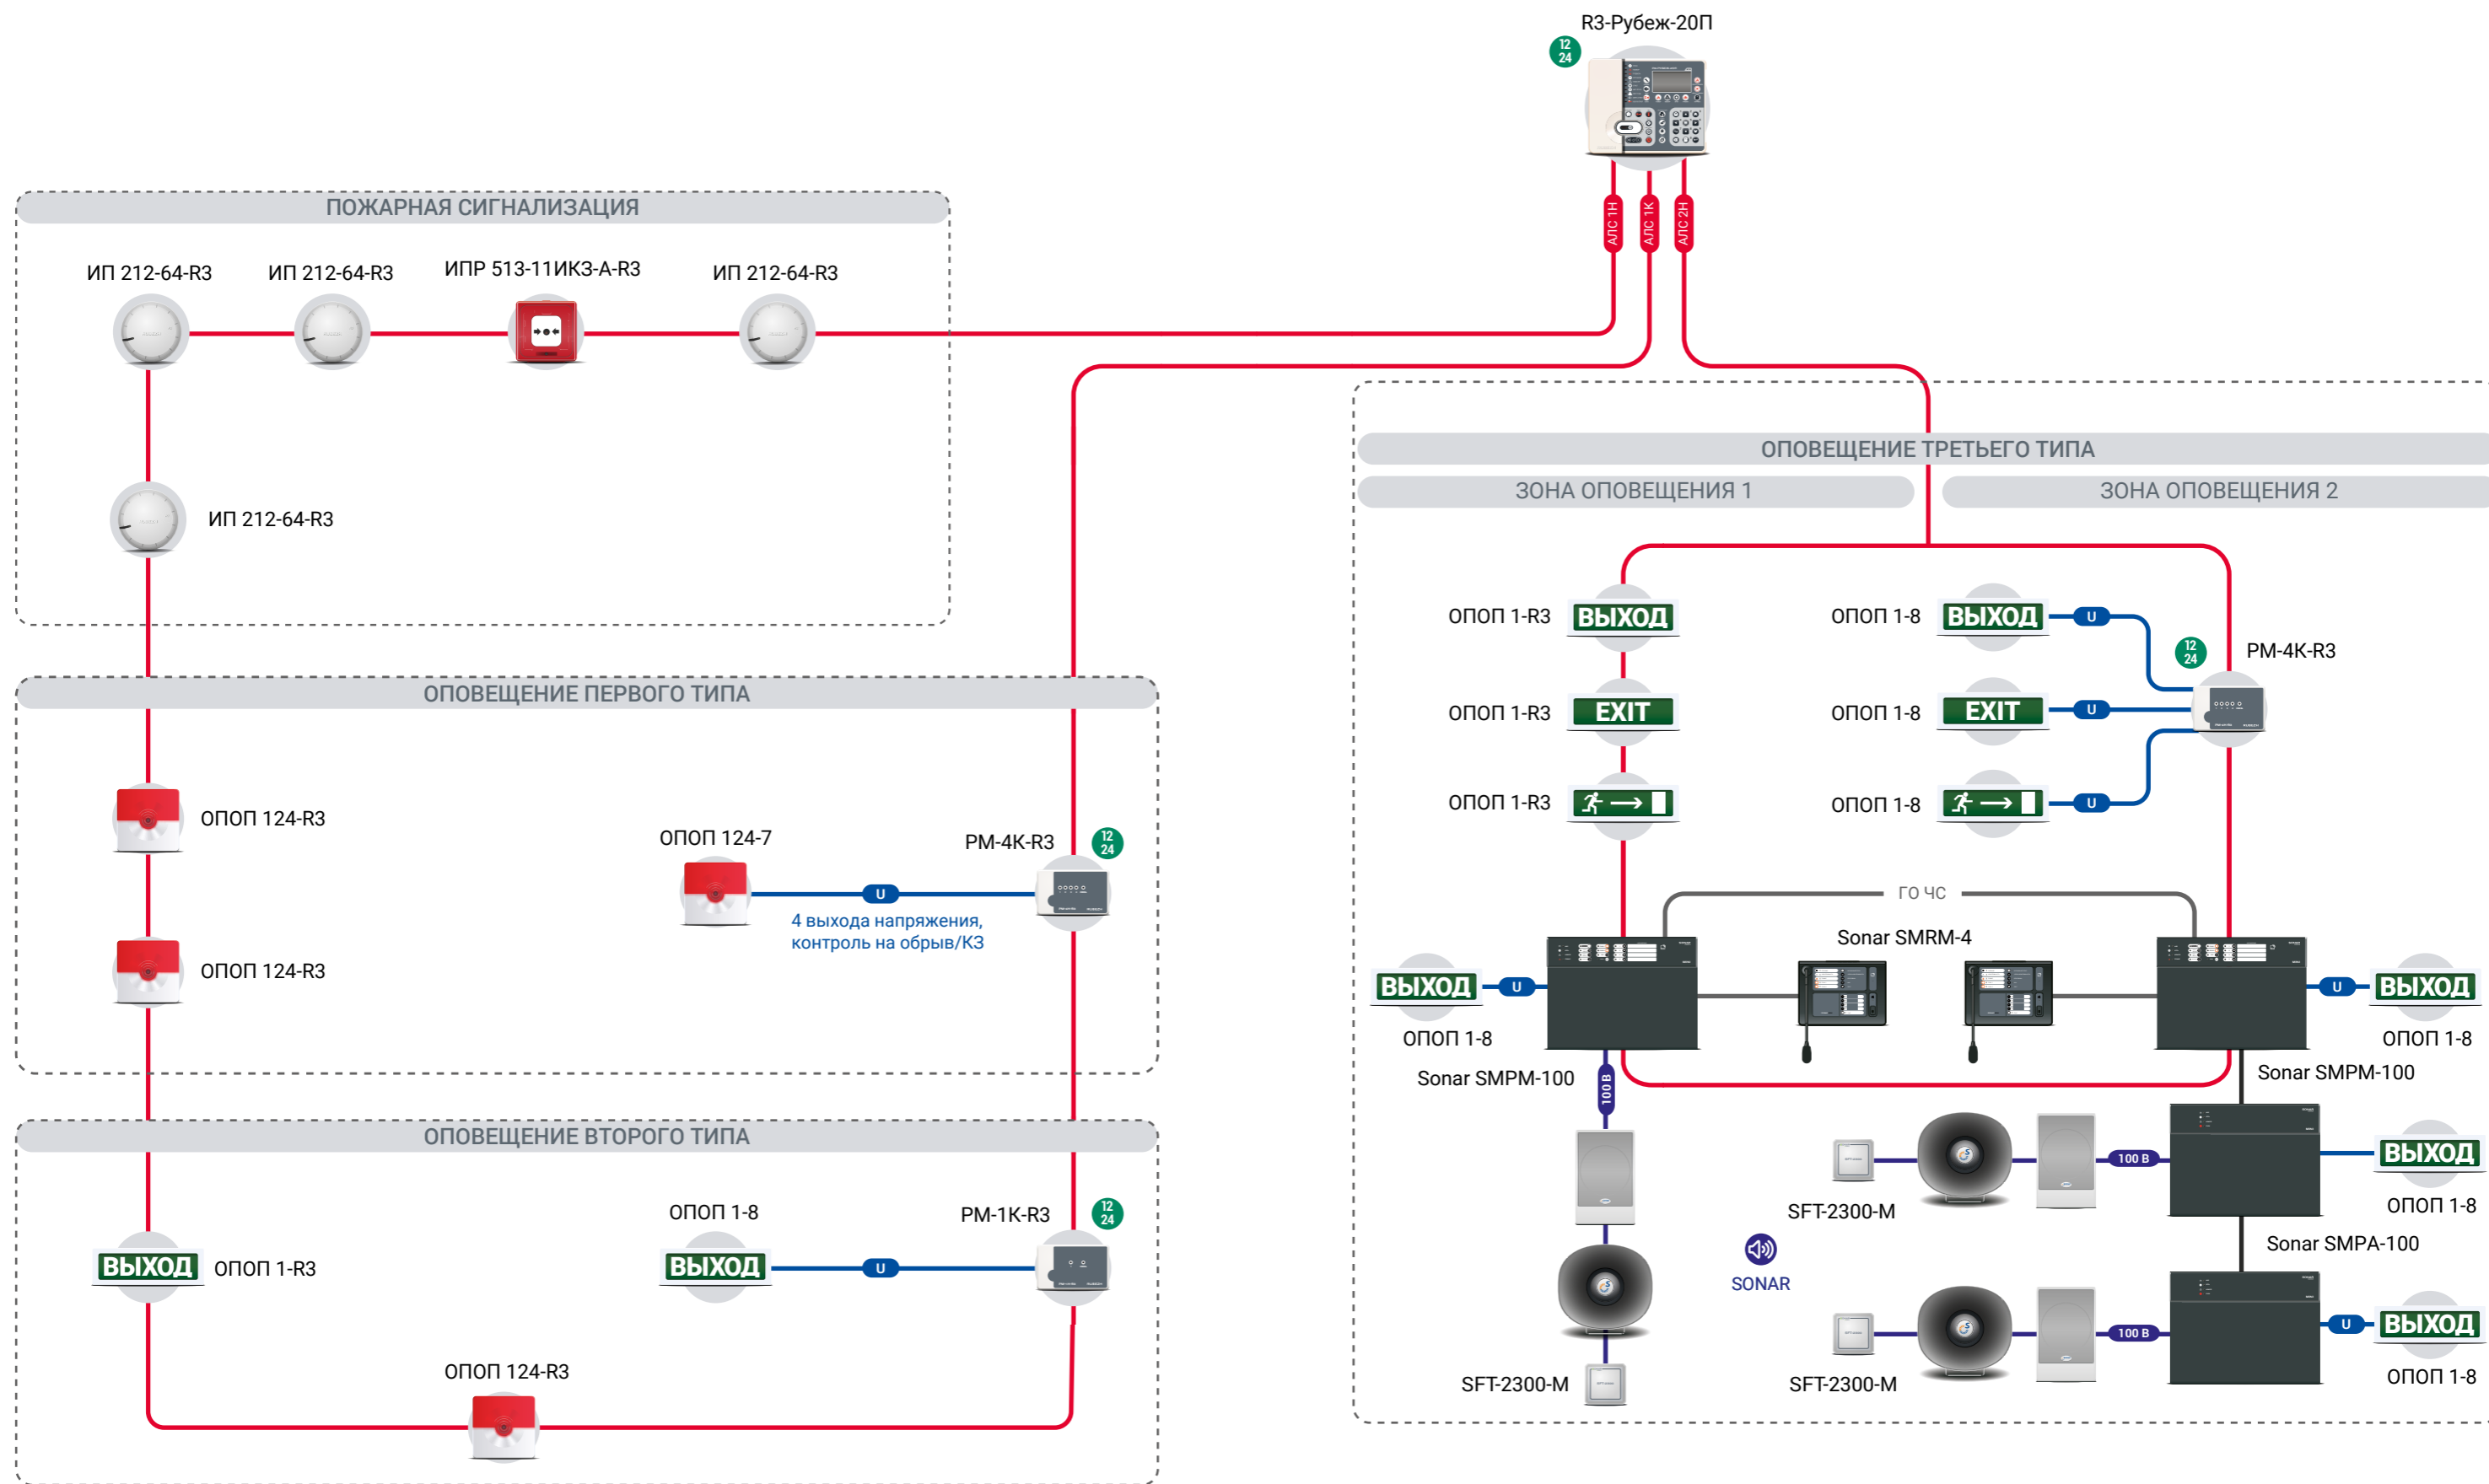 R3-Рубеж-20П
12
24
АЛС 1Н
АЛС 1К
АЛС 2Н
ПОЖАРНАЯ СИГНАЛИЗАЦИЯ
ИП 212-64-R3
ИП 212-64-R3
ИПР 513-11ИКЗ-А-R3
ИП 212-64-R3
ИП 212-64-R3
ОПОВЕЩЕНИЕ ПЕРВОГО ТИПА
ОПОП 124-R3
ОПОП 124-7
РМ-4К-R3
12
24
U
4 выхода напряжения,
контроль на обрыв/КЗ
ОПОП 124-R3
ОПОВЕЩЕНИЕ ВТОРОГО ТИПА
ВЫХОД
ОПОП 1-R3
ОПОП 1-8
ВЫХОД
U
РМ-1К-R3
12
24
ОПОП 124-R3
ОПОВЕЩЕНИЕ ТРЕТЬЕГО ТИПА
ЗОНА ОПОВЕЩЕНИЯ 1
ЗОНА ОПОВЕЩЕНИЯ 2
ОПОП 1-R3
ВЫХОД
ОПОП 1-8
ВЫХОД
U
12
24
РМ-4К-R3
ОПОП 1-R3
EXIT
ОПОП 1-8
EXIT
U
ОПОП 1-R3
ОПОП 1-8
U
ГО ЧС
Sonar SMRM-4
ВЫХОД
U
ОПОП 1-8
Sonar SMPM-100
100 В
U
ВЫХОД
ОПОП 1-8
Sonar SMPM-100
SFT-2300-M
100 В
ВЫХОД
ОПОП 1-8
Sonar SMPA-100
SONAR
SFT-2300-M
SFT-2300-M
100 В
U
ВЫХОД
ОПОП 1-8